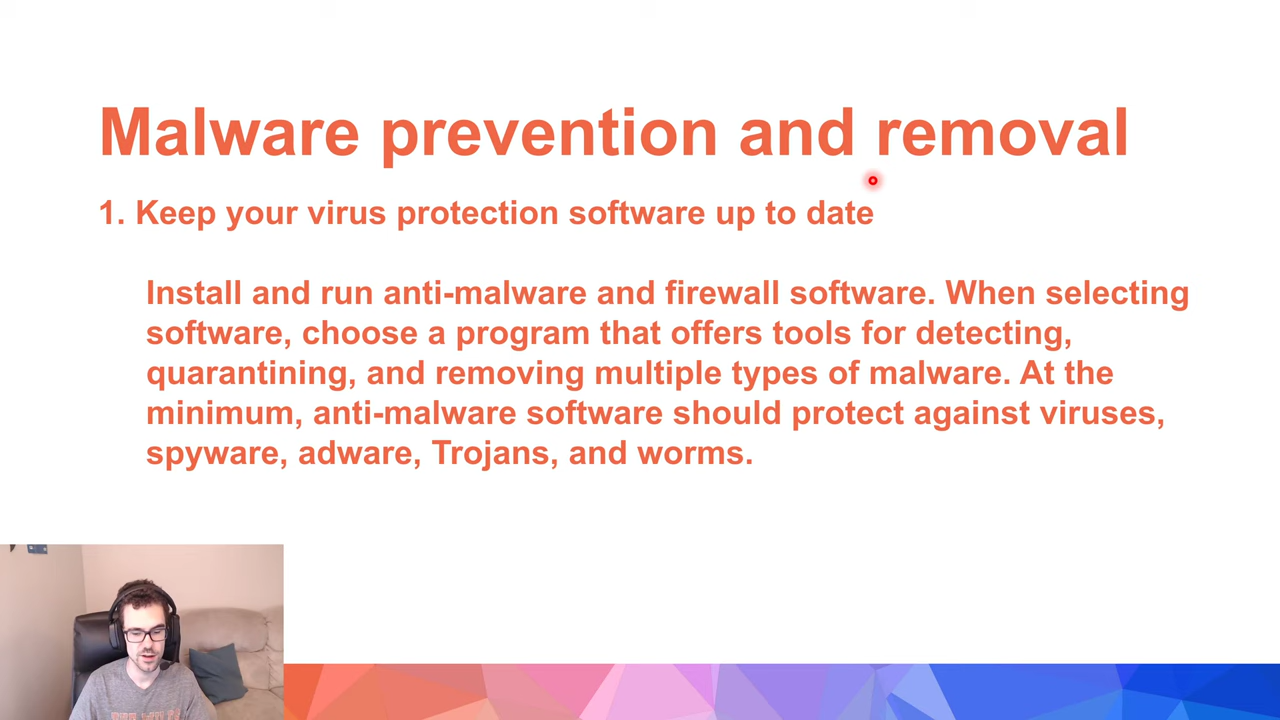 Malware prevention and removal
1. Keep your virus protection software up to date
Install and run anti-malware and firewall software. When selecting
software, choose a program that offers tools for detecting,
quarantining, and removing multiple types of malware. At the
minimum, anti-malware software should protect against viruses,
spyware, adware, Trojans, and worms.